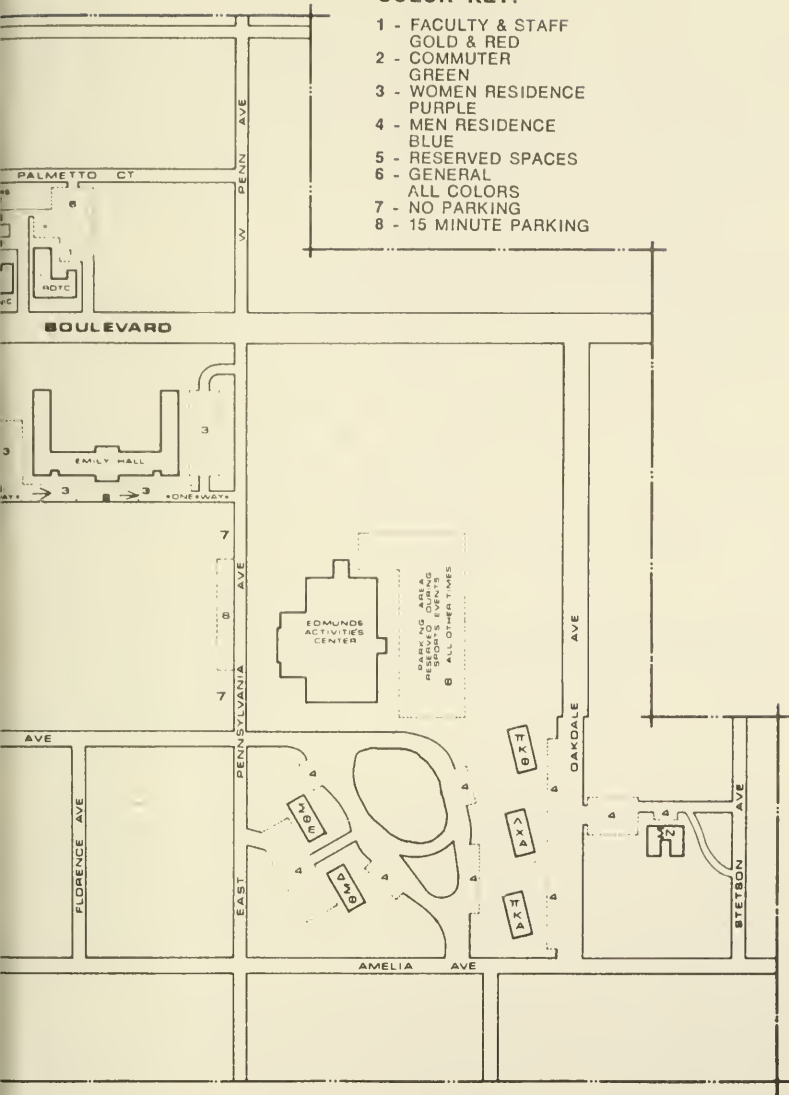 COLOR KEY:
1 - FACULTY & STAFF
GOLD & RED
2 - COMMUTER
GREEN
3 - WOMEN RESIDENCE
PURPLE
4 - MEN RESIDENCE
BLUE
5 - RESERVED SPACES
6 - GENERAL
ALL COLORS
7 - NO PARKING
8 - 15 MINUTE PARKING
W PENN AVE
PALMETTO CT
6
ROTC
BOULEVARD
3
3
EMILY HALL
3
8
3
•ONE•WAY•
7
8
7
EAST PENNSYLVANIA AVE
EDMUNDS
ACTIVITIES
CENTER
PARKING AREA
RESERVED DURING
SPORTS EVENTS
6 ALL OTHER TIMES
OAKDALE AVE
AVE
FLORENCE AVE
ΠΚΦ
ΛΧΑ
ΠΚΑ
4
4
4
4
4
4
4
4
4
STETSON AVE
AMELIA AVE